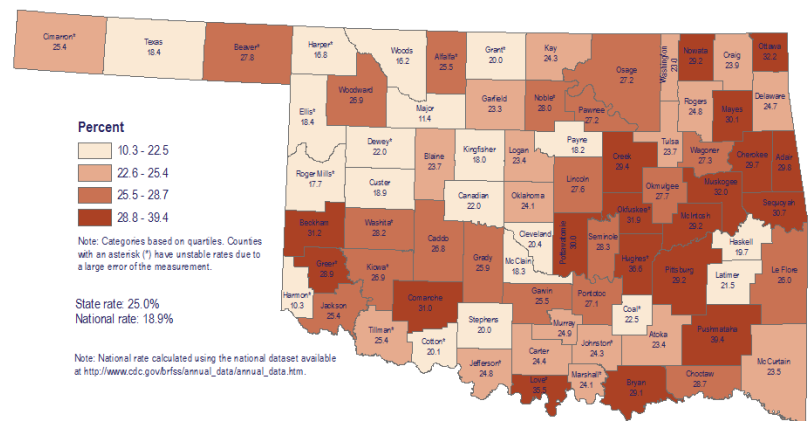 Cimarron*
25.4
Texas
18.4
Beaver*
27.8
Harper*
16.8
Woods
16.2
Alfalfa*
25.5
Grant*
20.0
Kay
24.3
Osage
27.2
Washington
23.0
Nowata
29.2
Craig
23.9
Ottawa
32.2
Woodward
26.9
Ellis*
18.4
Major
11.4
Garfield
23.3
Noble*
28.0
Pawnee
27.2
Rogers
24.8
Mayes
30.1
Delaware
24.7
Dewey*
22.0
Blaine
23.7
Kingfisher
18.0
Logan
23.4
Payne
18.2
Creek
29.4
Tulsa
23.7
Wagoner
27.3
Cherokee
29.7
Adair
29.8
Roger Mills*
17.7
Custer
18.9
Canadian
22.0
Oklahoma
24.1
Lincoln
27.6
Okmulgee
27.7
Muskogee
32.0
Sequoyah
30.7
Okfuskee*
31.9
McIntosh
29.2
Beckham
31.2
Washita*
28.2
Caddo
26.8
Grady
25.9
Cleveland
20.4
McClain
18.3
Pottawatomie
30.0
Seminole
28.3
Hughes*
36.6
Pittsburg
29.2
Haskell
19.7
Latimer
21.5
Le Flore
26.0
Greer*
28.9
Kiowa*
26.9
Harmon*
10.3
Jackson
25.4
Comanche
31.0
Tillman*
25.4
Cotton*
20.1
Stephens
20.0
Garvin
25.5
Pontotoc
27.1
Coal*
22.5
Murray
24.9
Johnston*
24.3
Atoka
23.4
Pushmataha
39.4
McCurtain
23.5
Jefferson*
24.8
Carter
24.4
Love*
35.5
Marshall*
24.1
Bryan
29.1
Choctaw
28.7
Percent
10.3 - 22.5
22.6 - 25.4
25.5 - 28.7
28.8 - 39.4
Note: Categories based on quartiles. Counties
with an asterisk (*) have unstable rates due to
a large error of the measurement.
State rate: 25.0%
National rate: 18.9%
Note: National rate calculated using the national dataset available
at http://www.cdc.gov/brfss/annual_data/annual_data.htm.